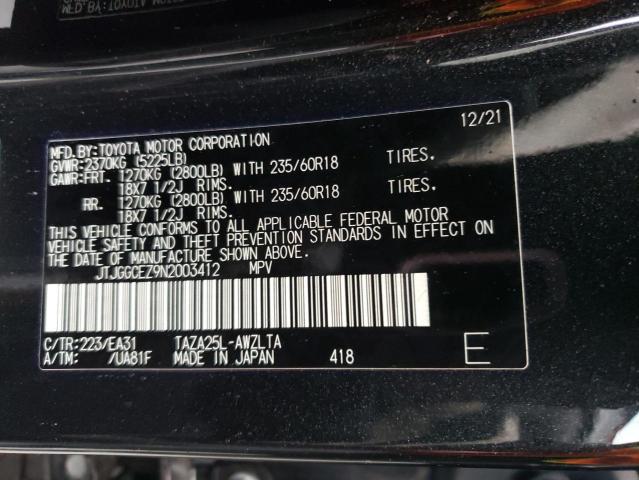 MFD.BY:TOYOTA MOTOR CORPORATION 12/21
GVWR:2370KG (5225LB)
GAWR:FRT. 1270KG (2800LB) WITH 235/60R18 TIRES.
18X7 1/2J RIMS.
RR. 1270KG (2800LB) WITH 235/60R18 TIRES.
18X7 1/2J RIMS.
THIS VEHICLE CONFORMS TO ALL APPLICABLE FEDERAL MOTOR
VEHICLE SAFETY AND THEFT PREVENTION STANDARDS IN EFFECT ON
THE DATE OF MANUFACTURE SHOWN ABOVE.
JTJGGCEZ9N2003412 MPV
C/TR:223/EA31 TAZA25L-AWZLTA
A/TM: /UA81F MADE IN JAPAN 418 E